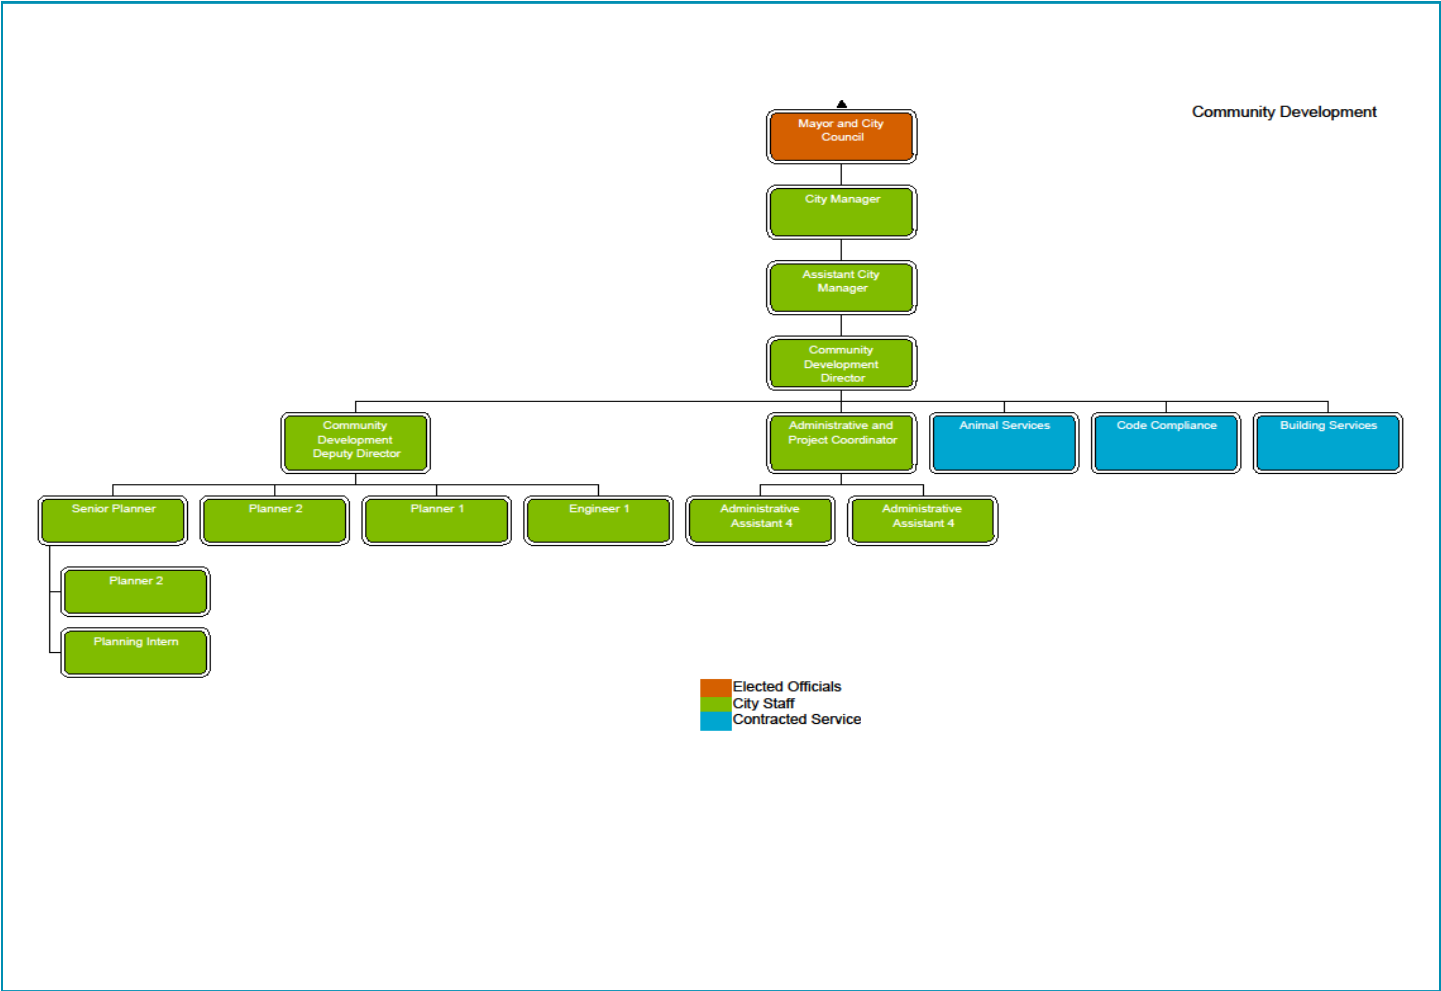 Community Development
Mayor and City
Council
City Manager
Assistant City
Manager
Community
Development
Director
Community
Development
Deputy Director
Administrative and
Project Coordinator
Animal Services
Code Compliance
Building Services
Senior Planner
Planner 2
Planner 1
Engineer 1
Administrative
Assistant 4
Administrative
Assistant 4
Planner 2
Planning Intern
Elected Officials
City Staff
Contracted Service